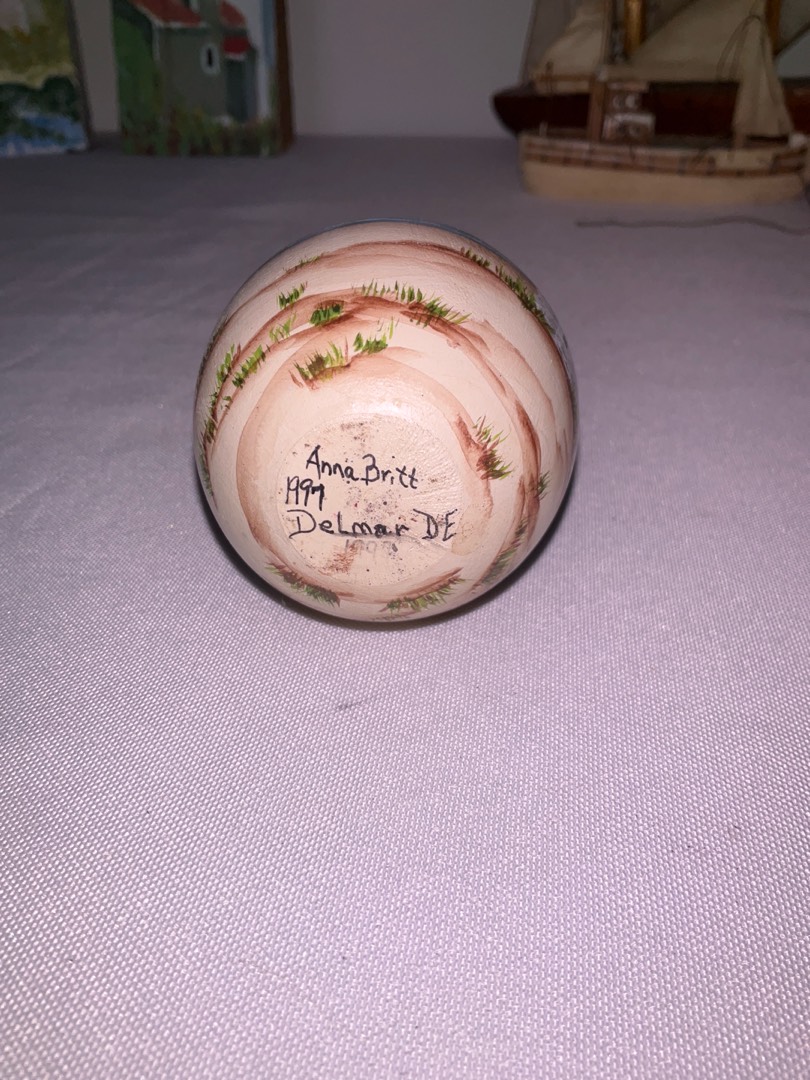 Anna Britt
1997
DeLmar DE